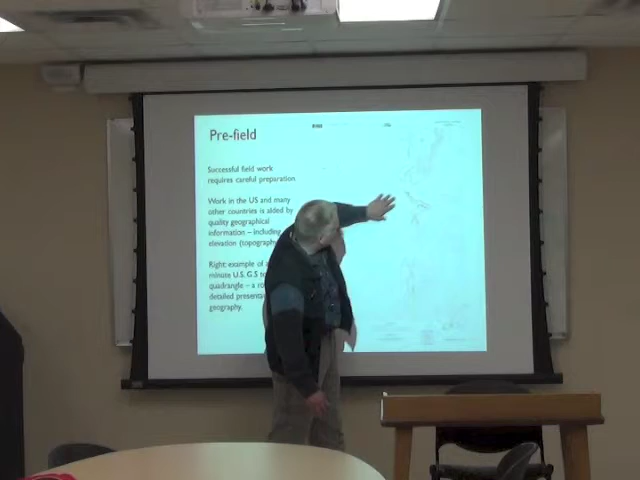 Pre-field
Successful field work
requires careful preparation.
Work in the US and many
other countries is aided by
quality geographical
information – including
elevation (topography
Right: example of a
minute U.S. G.S
quadrangle – a
detailed
geography.